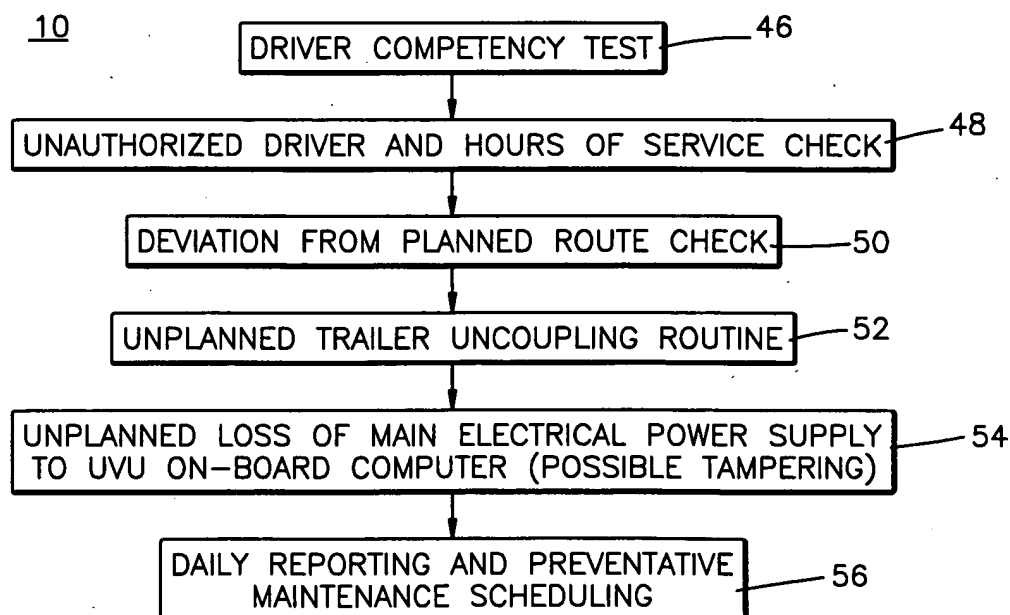 10
DRIVER COMPETENCY TEST
46
UNAUTHORIZED DRIVER AND HOURS OF SERVICE CHECK
48
DEVIATION FROM PLANNED ROUTE CHECK
50
UNPLANNED TRAILER UNCOUPLING ROUTINE
52
UNPLANNED LOSS OF MAIN ELECTRICAL POWER SUPPLY
TO UVU ON-BOARD COMPUTER (POSSIBLE TAMPERING)
54
DAILY REPORTING AND PREVENTATIVE
MAINTENANCE SCHEDULING
56